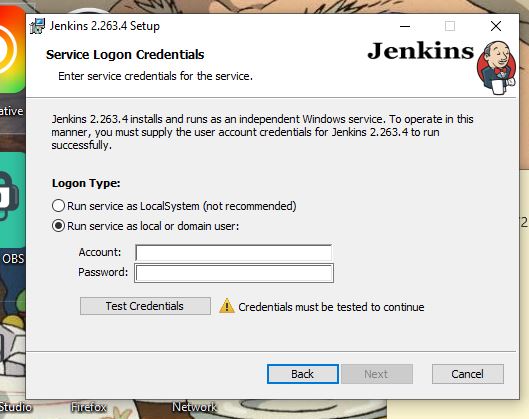 Jenkins 2.263.4 Setup
Service Logon Credentials
Enter service credentials for the service.
Jenkins
Jenkins 2.263.4 installs and runs as an independent Windows service. To operate in this
manner, you must supply the user account credentials for Jenkins 2.263.4 to run
successfully.
Logon Type:
Run service as LocalSystem (not recommended)
Run service as local or domain user:
Account:
Password:
Test Credentials
Credentials must be tested to continue
Back
Next
Cancel
ative
OBS
Studio
Firefox
Network